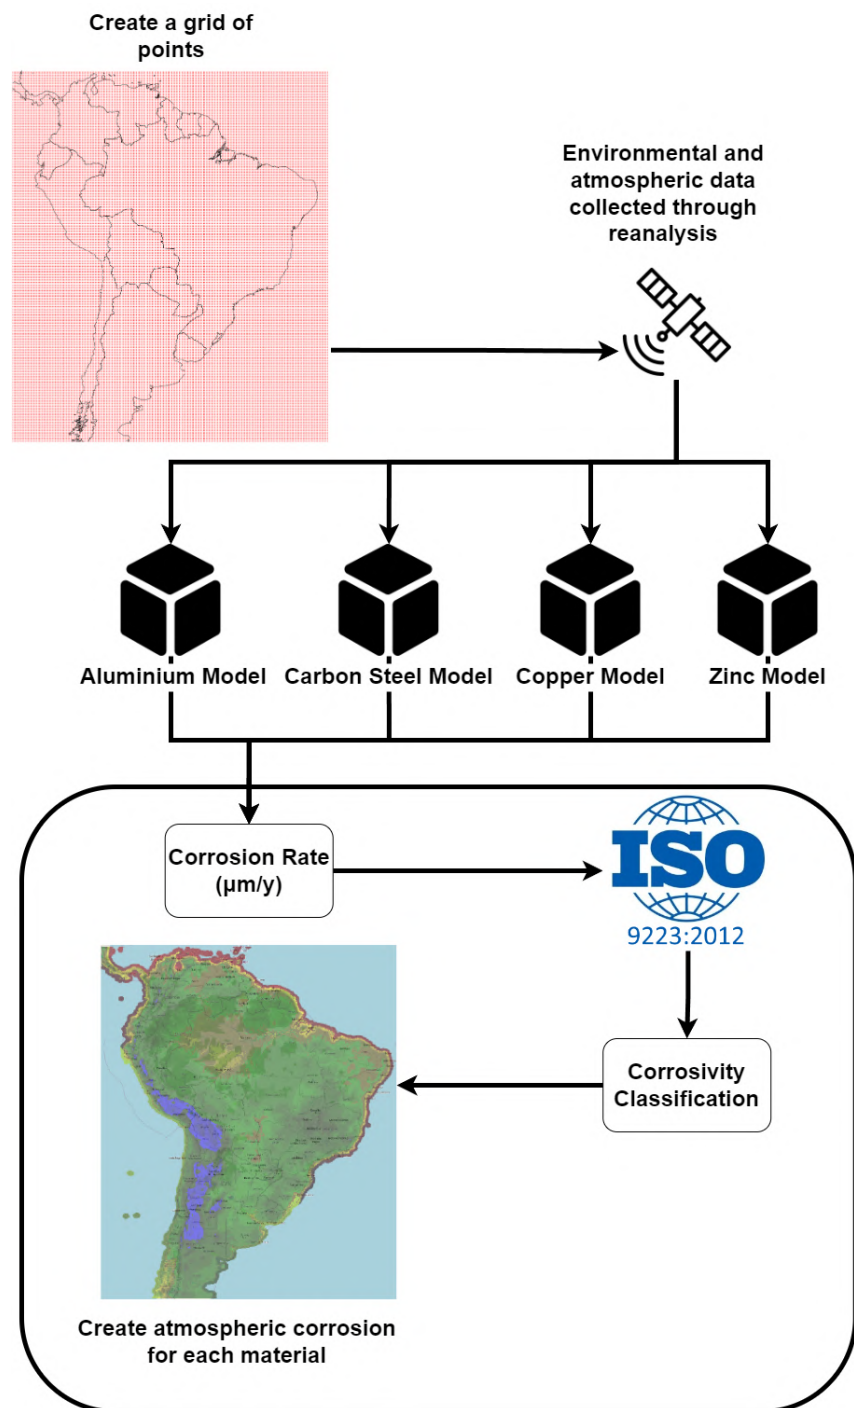 Create a grid of
points
Environmental and
atmospheric data
collected through
reanalysis
Aluminium Model
Carbon Steel Model
Copper Model
Zinc Model
Corrosion Rate
(μm/y)
ISO
9223:2012
Corrosivity
Classification
Create atmospheric corrosion
for each material